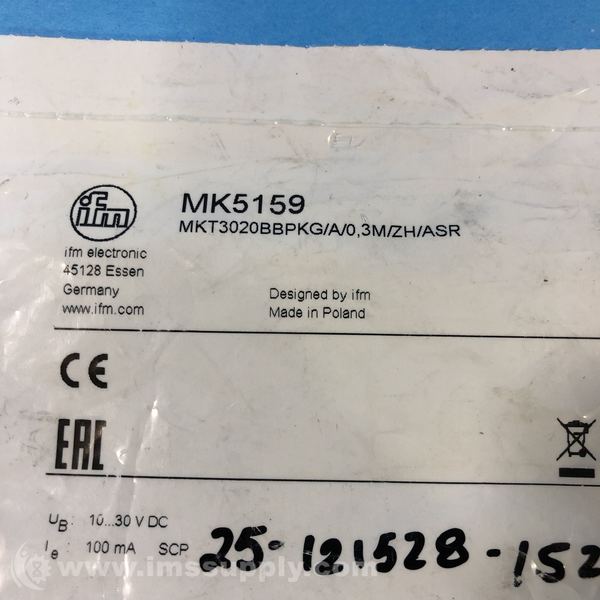 ifm
MK5159
MKT3020BBPKG/A/0,3M/ZH/ASR
ifm electronic
45128 Essen
Germany
www.ifm.com
Designed by ifm
Made in Poland
CE
EAC
UB: 10...30 V DC
Ie: 100 mA SCP
25-121528-152
www.imssupply.com